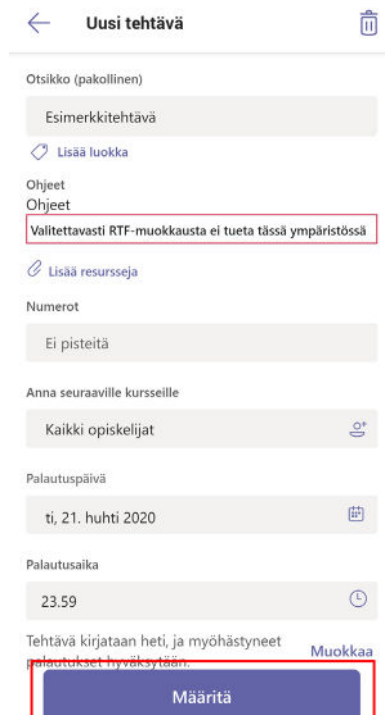 Uusi tehtävä
Otsikko (pakollinen)
Esimerkkitehtävä
Lisää luokka
Ohjeet
Ohjeet
Valitettavasti RTF-muokkausta ei tueta tässä ympäristössä
Lisää resursseja
Numerot
Ei pisteitä
Anna seuraaville kursseille
Kaikki opiskelijat
Palautuspäivä
ti, 21. huhti 2020
Palautusaika
23.59
Tehtävä kirjataan heti, ja myöhästyneet
palautukset hyväksytään.
Muokkaa
Määritä